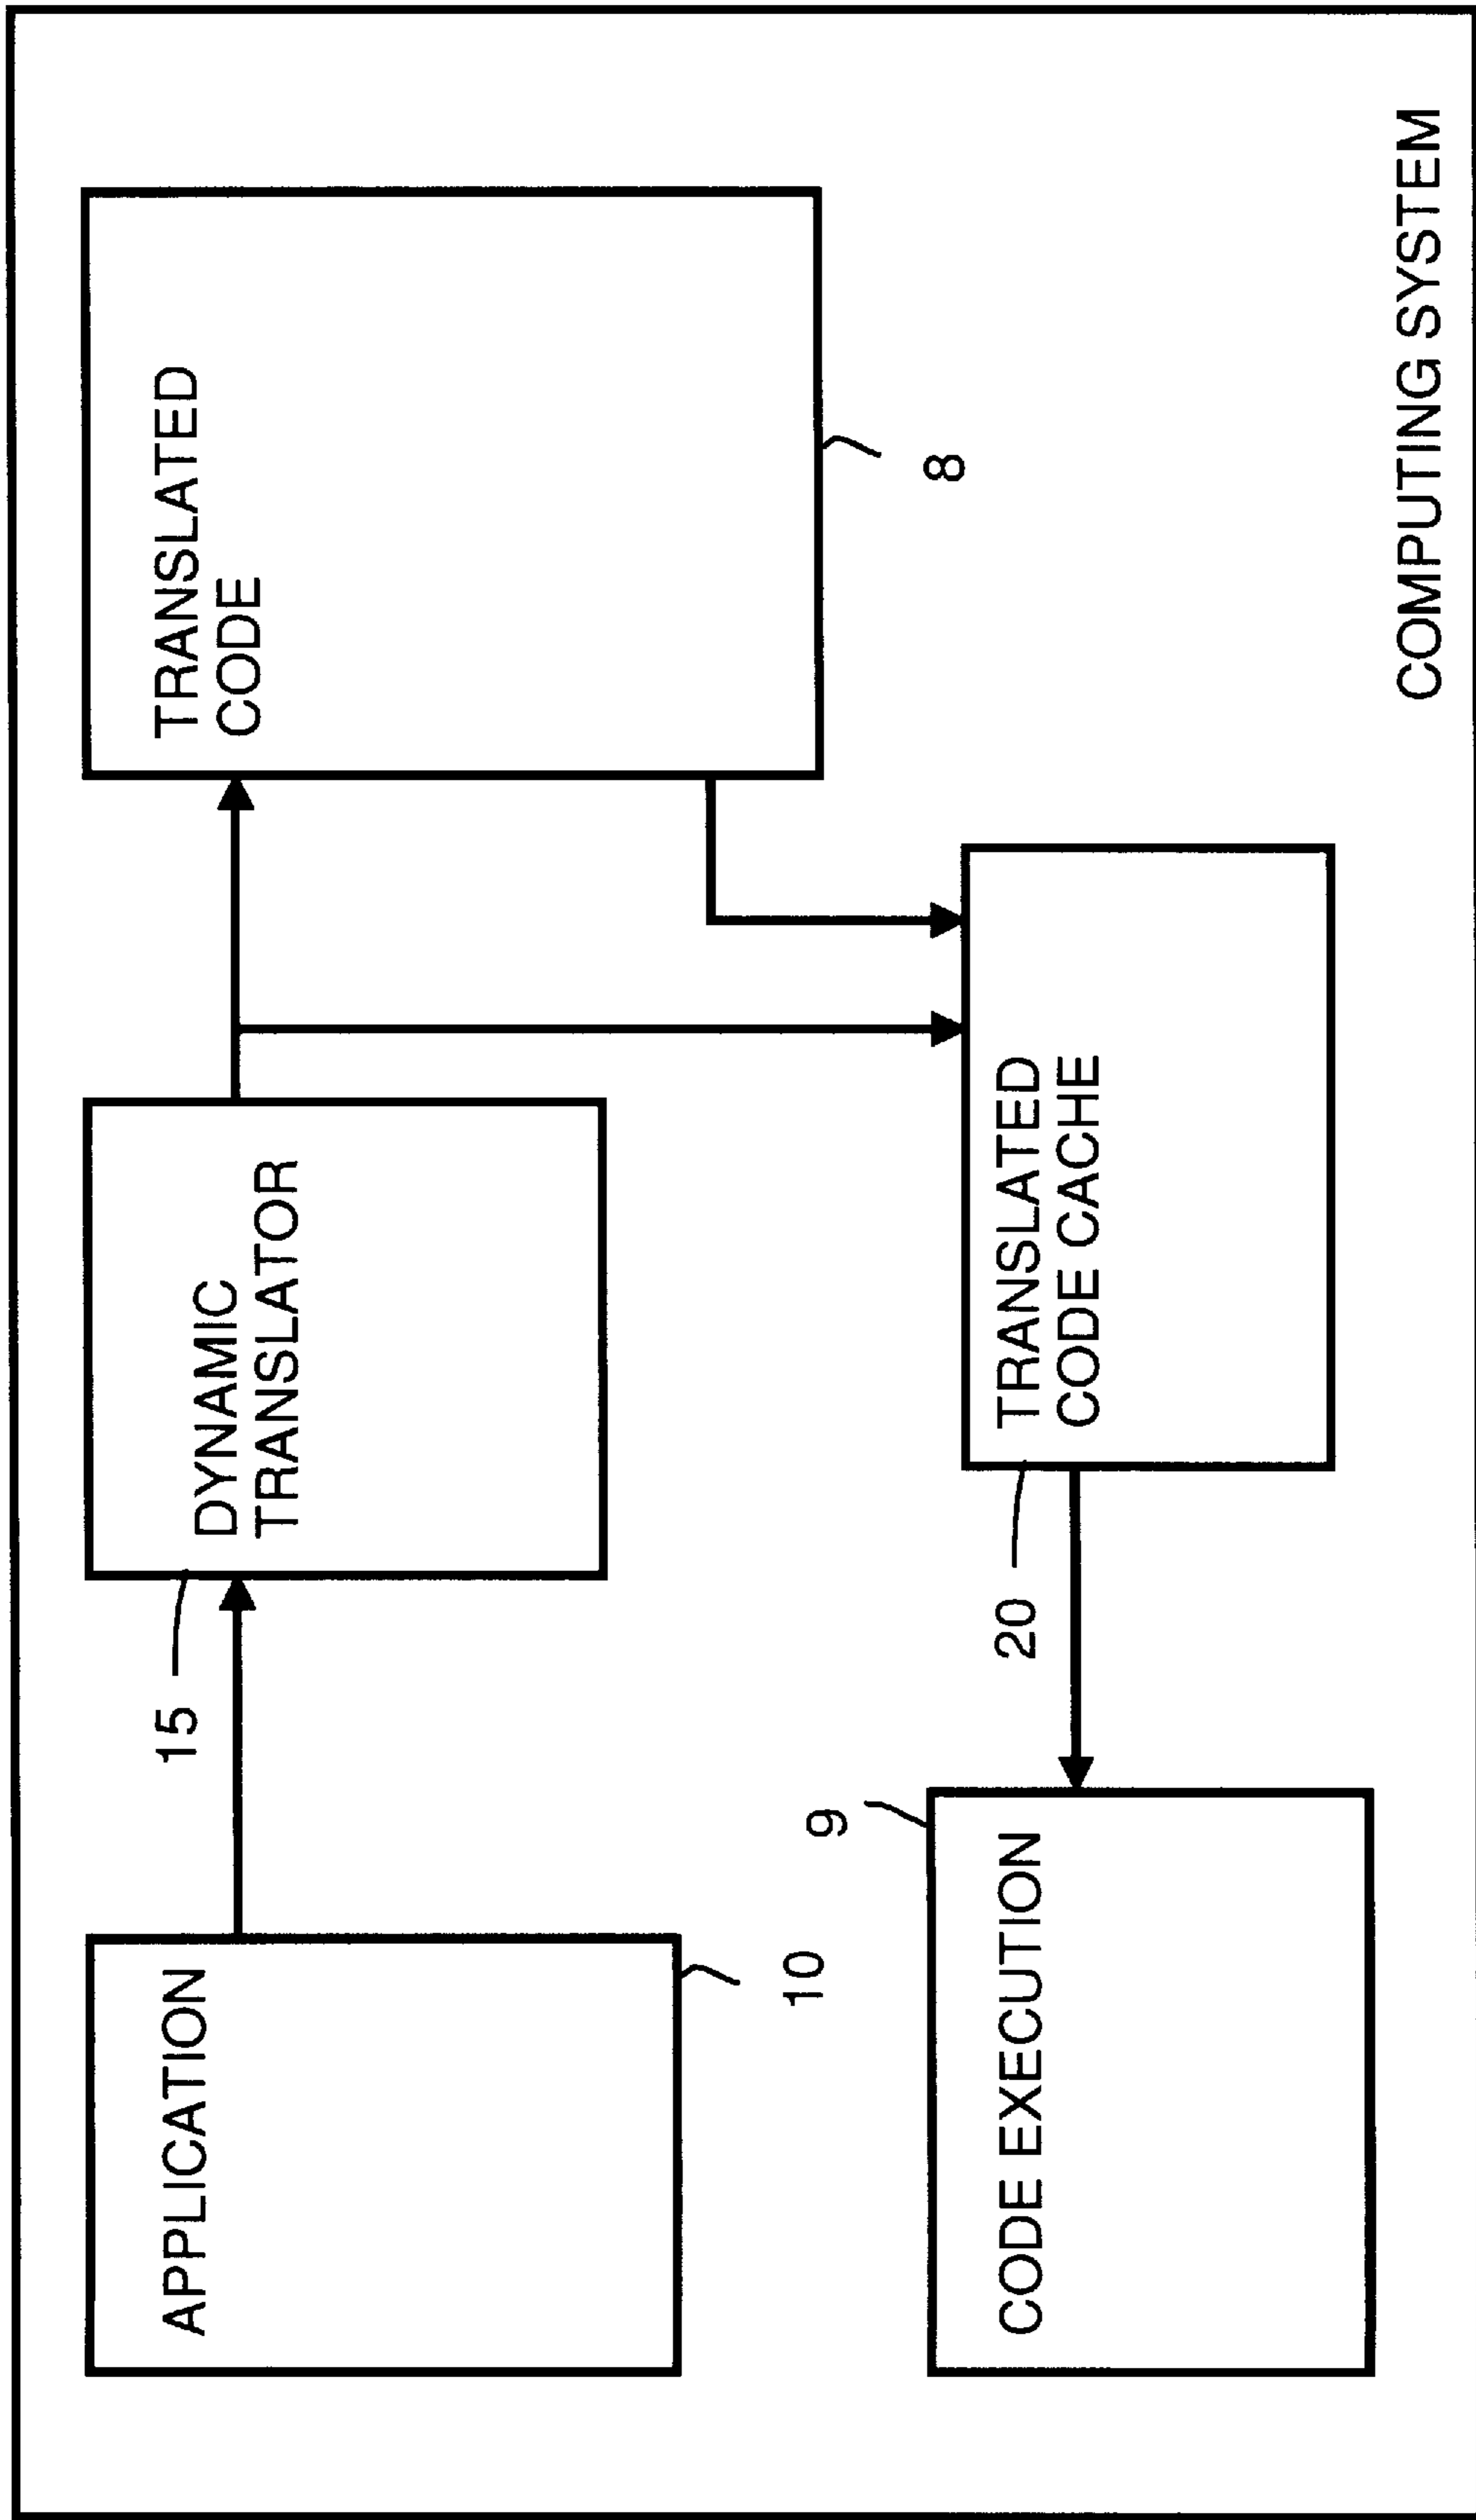 APPLICATION
10
15
DYNAMIC
TRANSLATOR
TRANSLATED
CODE
8
CODE EXECUTION
9
20
TRANSLATED
CODE CACHE
COMPUTING SYSTEM